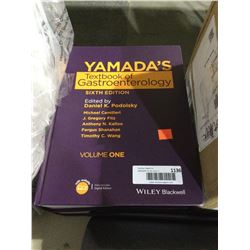 YAMADA'S
Textbook of
Gastroenterology
SIXTH EDITION
Edited by
Daniel K. Podolsky
Michael Camilleri
J. Gregory Fitz
Anthony N. Kalloo
Fergus Shanahan
Timothy C. Wang
VOLUME ONE
1136
WILEY Blackwell